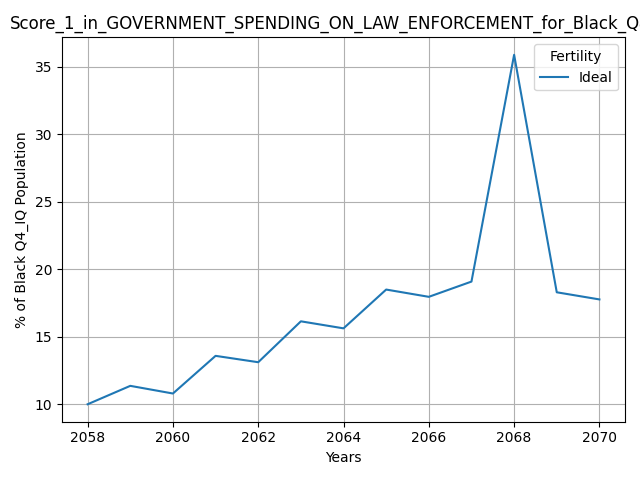 Score_1_in_GOVERNMENT_SPENDING_ON_LAW_ENFORCEMENT_for_Black_Q
Fertility
Ideal
% of Black Q4_IQ Population
35
30
25
20
15
10
2058 2060 2062 2064 2066 2068 2070
Years